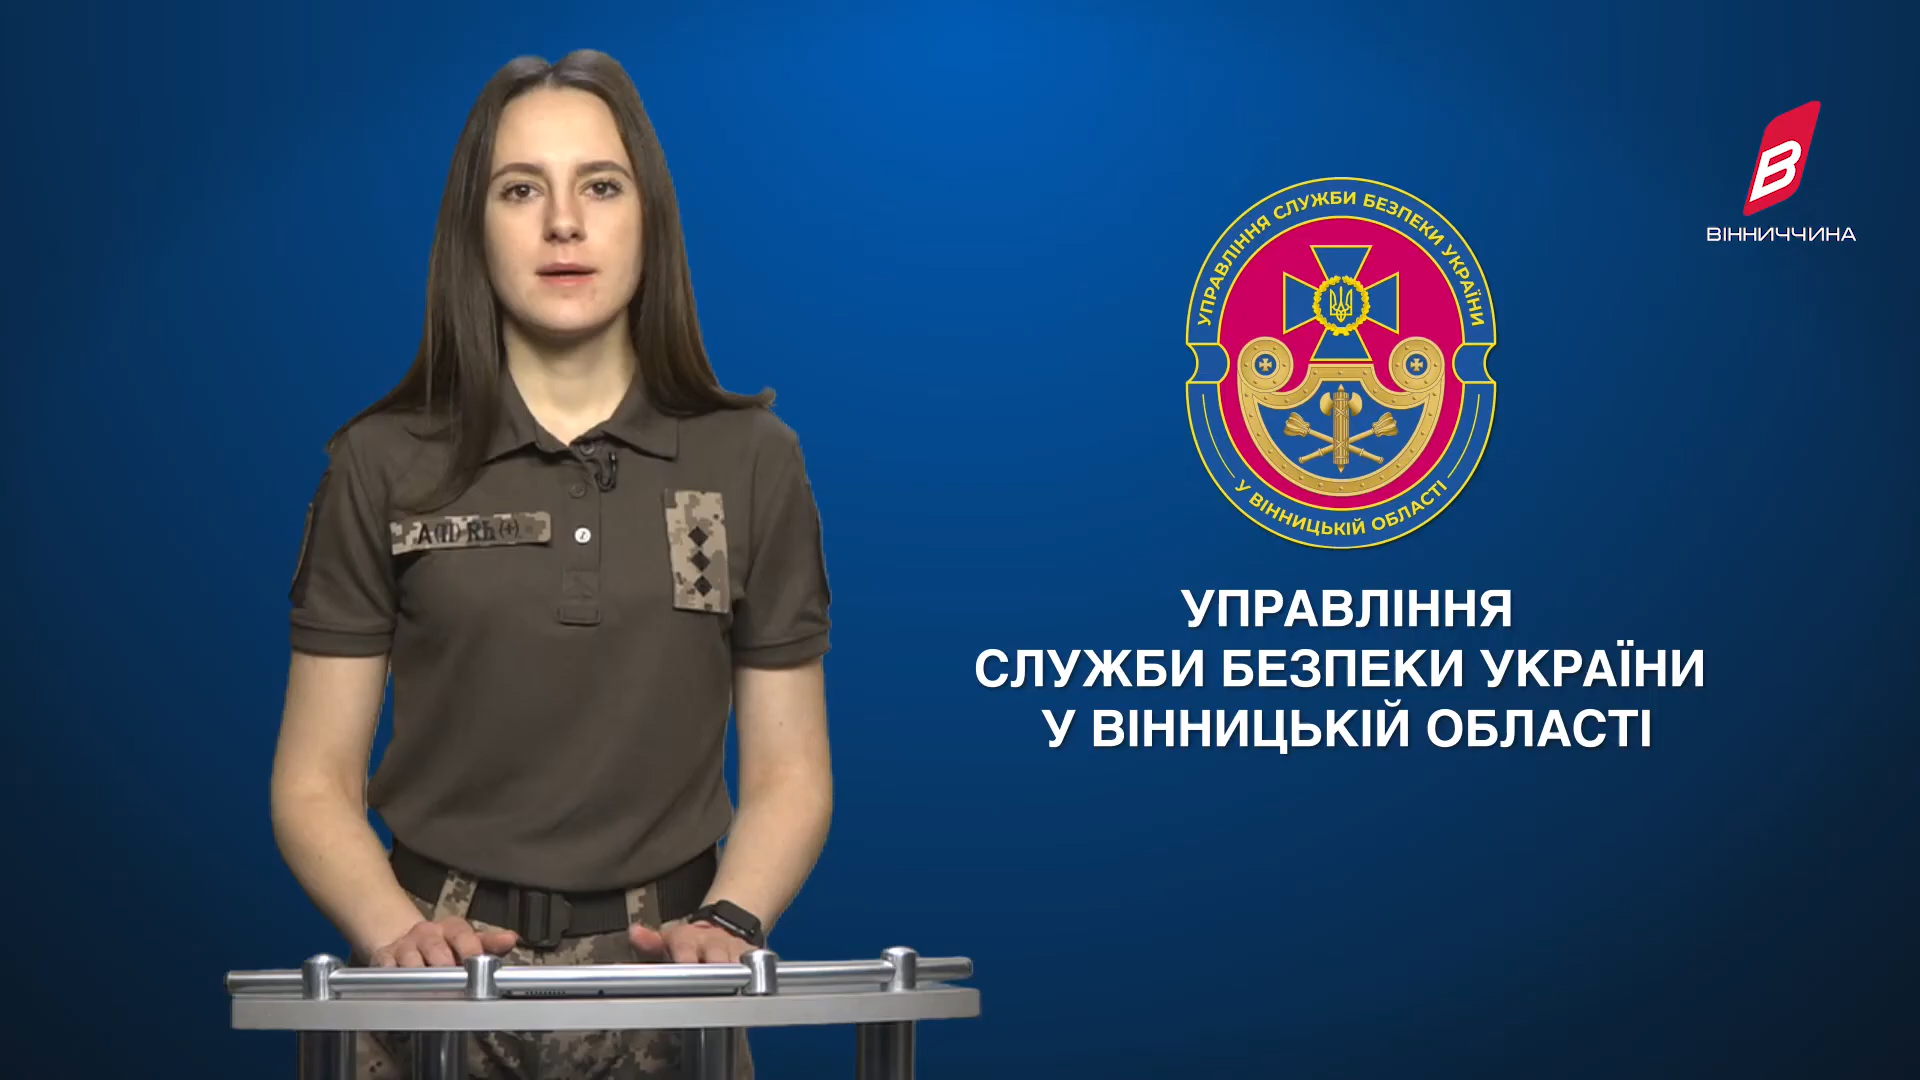 В
ВІННИЧЧИНА
УПРАВЛІННЯ СЛУЖБИ БЕЗПЕКИ УКРАЇНИ
У ВІННИЦЬКІЙ ОБЛАСТІ
A(II) Rh (+)
УПРАВЛІННЯ
СЛУЖБИ БЕЗПЕКИ УКРАЇНИ
У ВІННИЦЬКІЙ ОБЛАСТІ